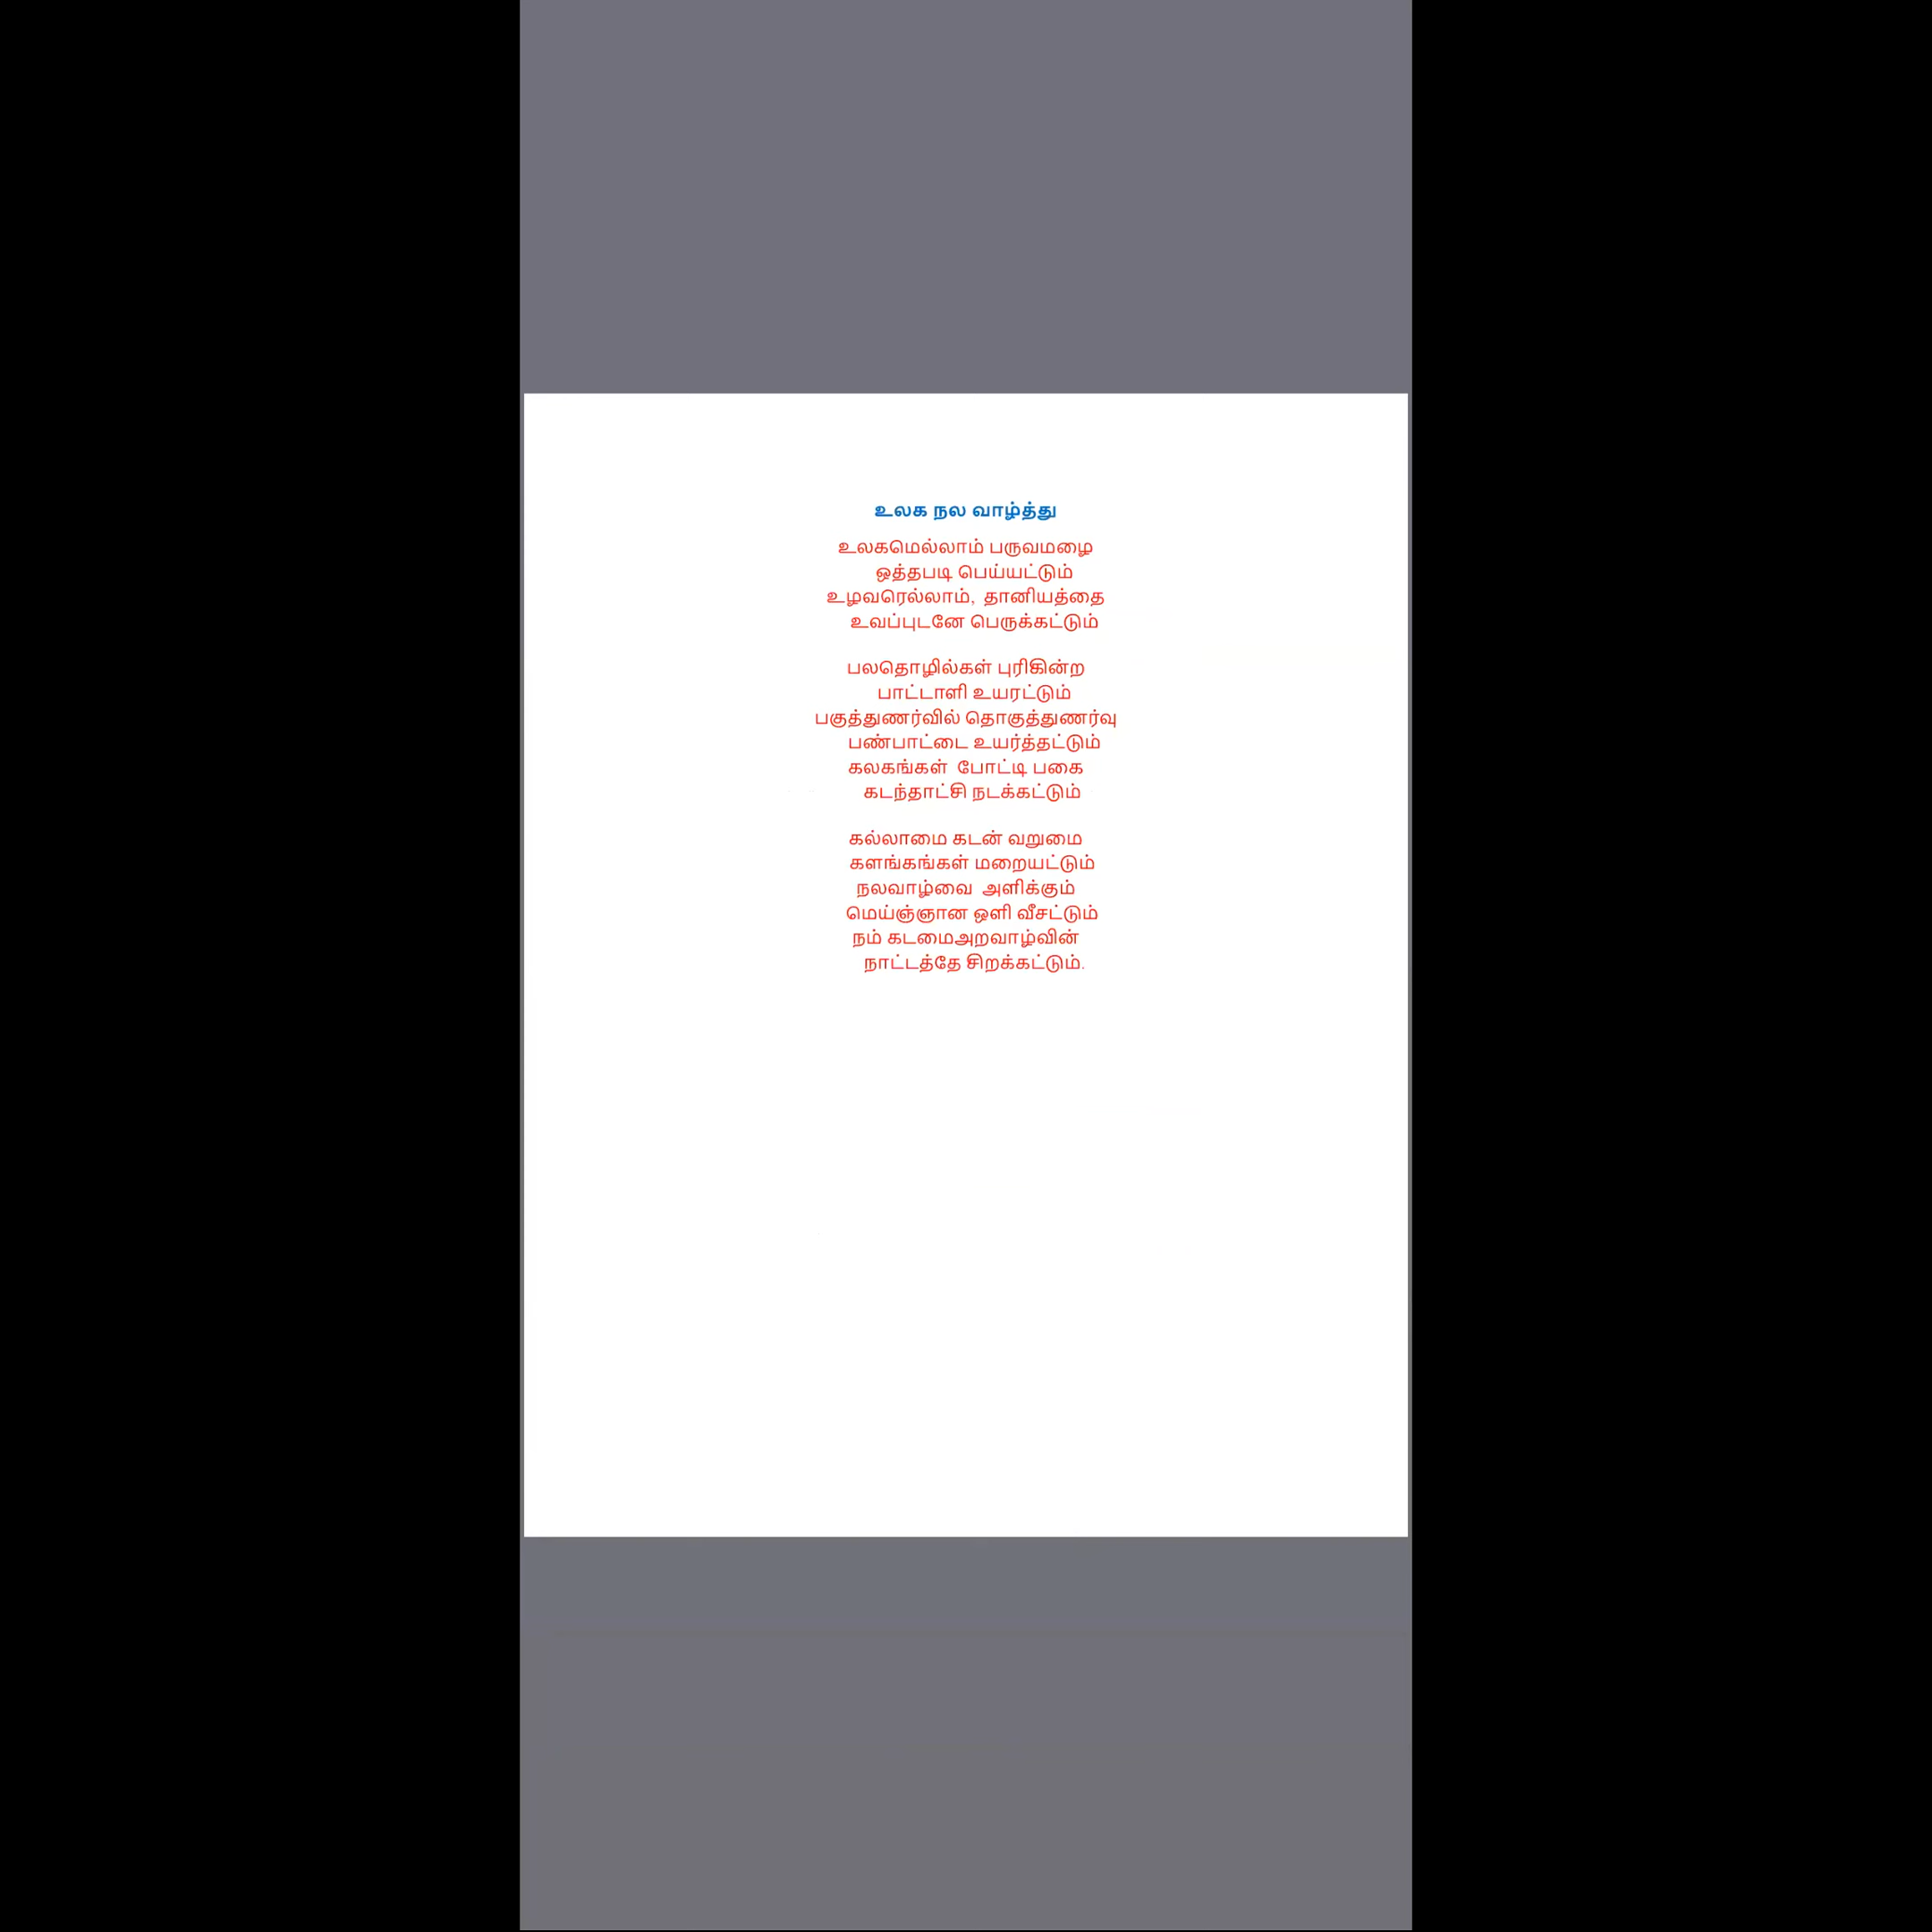 உலக நல வாழ்த்து
உலகமெல்லாம் பருவமழை
ஒத்தபடி பெய்யட்டும்
உழவரெல்லாம், தானியத்தை
உவப்புடனே பெருக்கட்டும்
பலதொழில்கள் புரிகின்ற
பாட்டாளி உயரட்டும்
பகுத்துணர்வில் தொகுத்துணர்வு
பண்பாட்டை உயர்த்தட்டும்
கலகங்கள் போட்டி பகை
கடந்தாட்சி நடக்கட்டும்
கல்லாமை கடன் வறுமை
களங்கங்கள் மறையட்டும்
நலவாழ்வை அளிக்கும்
மெய்ஞ்ஞான ஒளி வீசட்டும்
நம் கடமைஅறவாழ்வின்
நாட்டத்தே சிறக்கட்டும்.